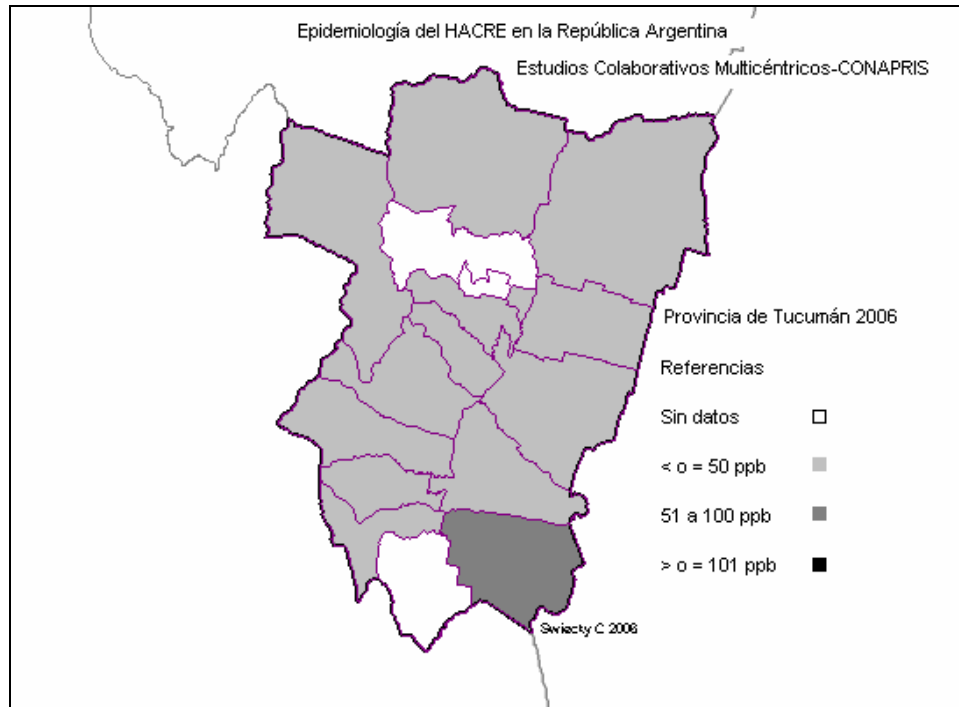 Epidemiología del HACRE en la República Argentina
Estudios Colaborativos Multicéntricos-CONAPRIS
Provincia de Tucumán 2006
Referencias
Sin datos
< o = 50 ppb
51 a 100 ppb
> o = 101 ppb
Swiecky C 2006